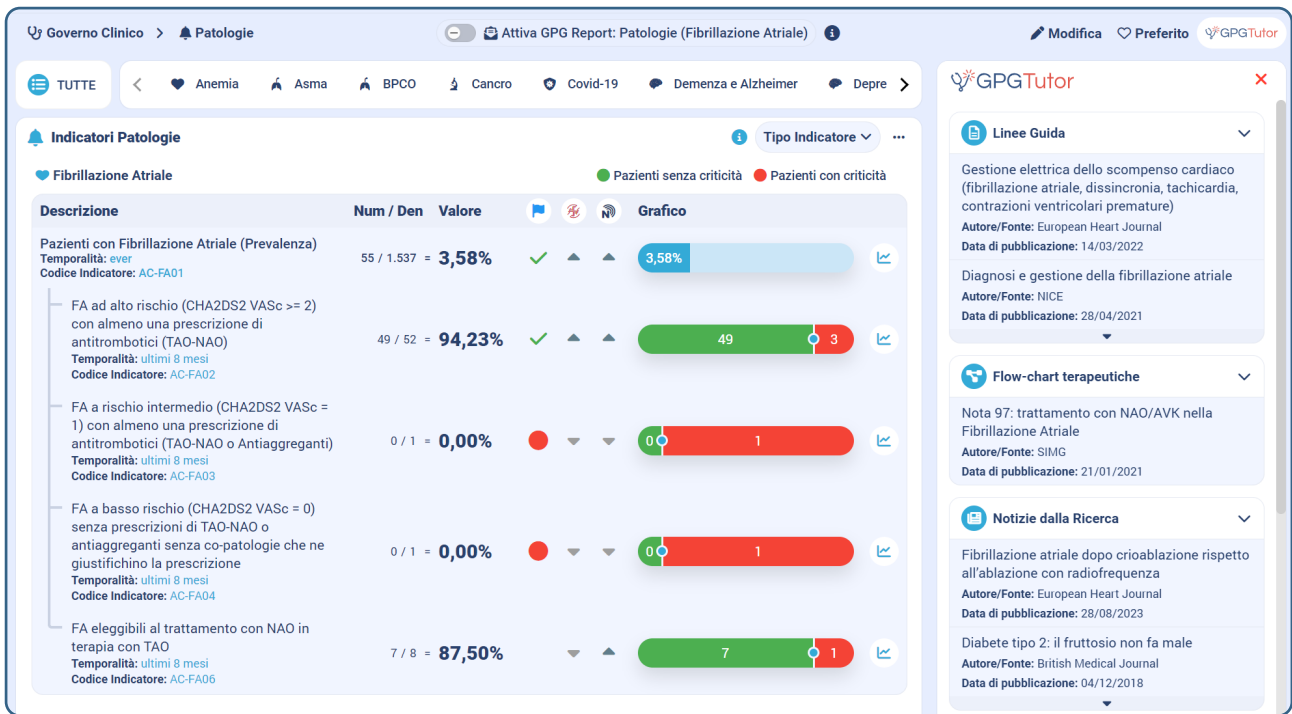 Governo Clinico > Patologie
Attiva GPG Report: Patologie (Fibrillazione Atriale)
Modifica Preferito GPGTutor
TUTTE
Anemia Asma BPCO Cancro Covid-19 Demenza e Alzheimer Depre
Indicatori Patologie
Tipo Indicatore
Fibrillazione Atriale
Pazienti senza criticità Pazienti con criticità
Descrizione Num / Den Valore Grafico
Pazienti con Fibrillazione Atriale (Prevalenza)
Temporalità: ever
Codice Indicatore: AC-FA01
55 / 1.537 = 3,58% 3,58%
FA ad alto rischio (CHA2DS2 VASc >= 2)
con almeno una prescrizione di
antitrombotici (TAO-NAO)
Temporalità: ultimi 8 mesi
Codice Indicatore: AC-FA02
49 / 52 = 94,23% 49 3
FA a rischio intermedio (CHA2DS2 VASc =
1) con almeno una prescrizione di
antitrombotici (TAO-NAO o Antiaggreganti)
Temporalità: ultimi 8 mesi
Codice Indicatore: AC-FA03
0 / 1 = 0,00% 0 1
FA a basso rischio (CHA2DS2 VASc = 0)
senza prescrizioni di TAO-NAO o
antiaggreganti senza co-patologie che ne
giustifichino la prescrizione
Temporalità: ultimi 8 mesi
Codice Indicatore: AC-FA04
0 / 1 = 0,00% 0 1
FA eleggibili al trattamento con NAO in
terapia con TAO
Temporalità: ultimi 8 mesi
Codice Indicatore: AC-FA06
7 / 8 = 87,50% 7 1
GPGTutor
Linee Guida
Gestione elettrica dello scompenso cardiaco
(fibrillazione atriale, dissincronia, tachicardia,
contrazioni ventricolari premature)
Autore/Fonte: European Heart Journal
Data di pubblicazione: 14/03/2022
Diagnosi e gestione della fibrillazione atriale
Autore/Fonte: NICE
Data di pubblicazione: 28/04/2021
Flow-chart terapeutiche
Nota 97: trattamento con NAO/AVK nella
Fibrillazione Atriale
Autore/Fonte: SIMG
Data di pubblicazione: 21/01/2021
Notizie dalla Ricerca
Fibrillazione atriale dopo crioablazione rispetto
all'ablazione con radiofrequenza
Autore/Fonte: European Heart Journal
Data di pubblicazione: 28/08/2023
Diabete tipo 2: il fruttosio non fa male
Autore/Fonte: British Medical Journal
Data di pubblicazione: 04/12/2018